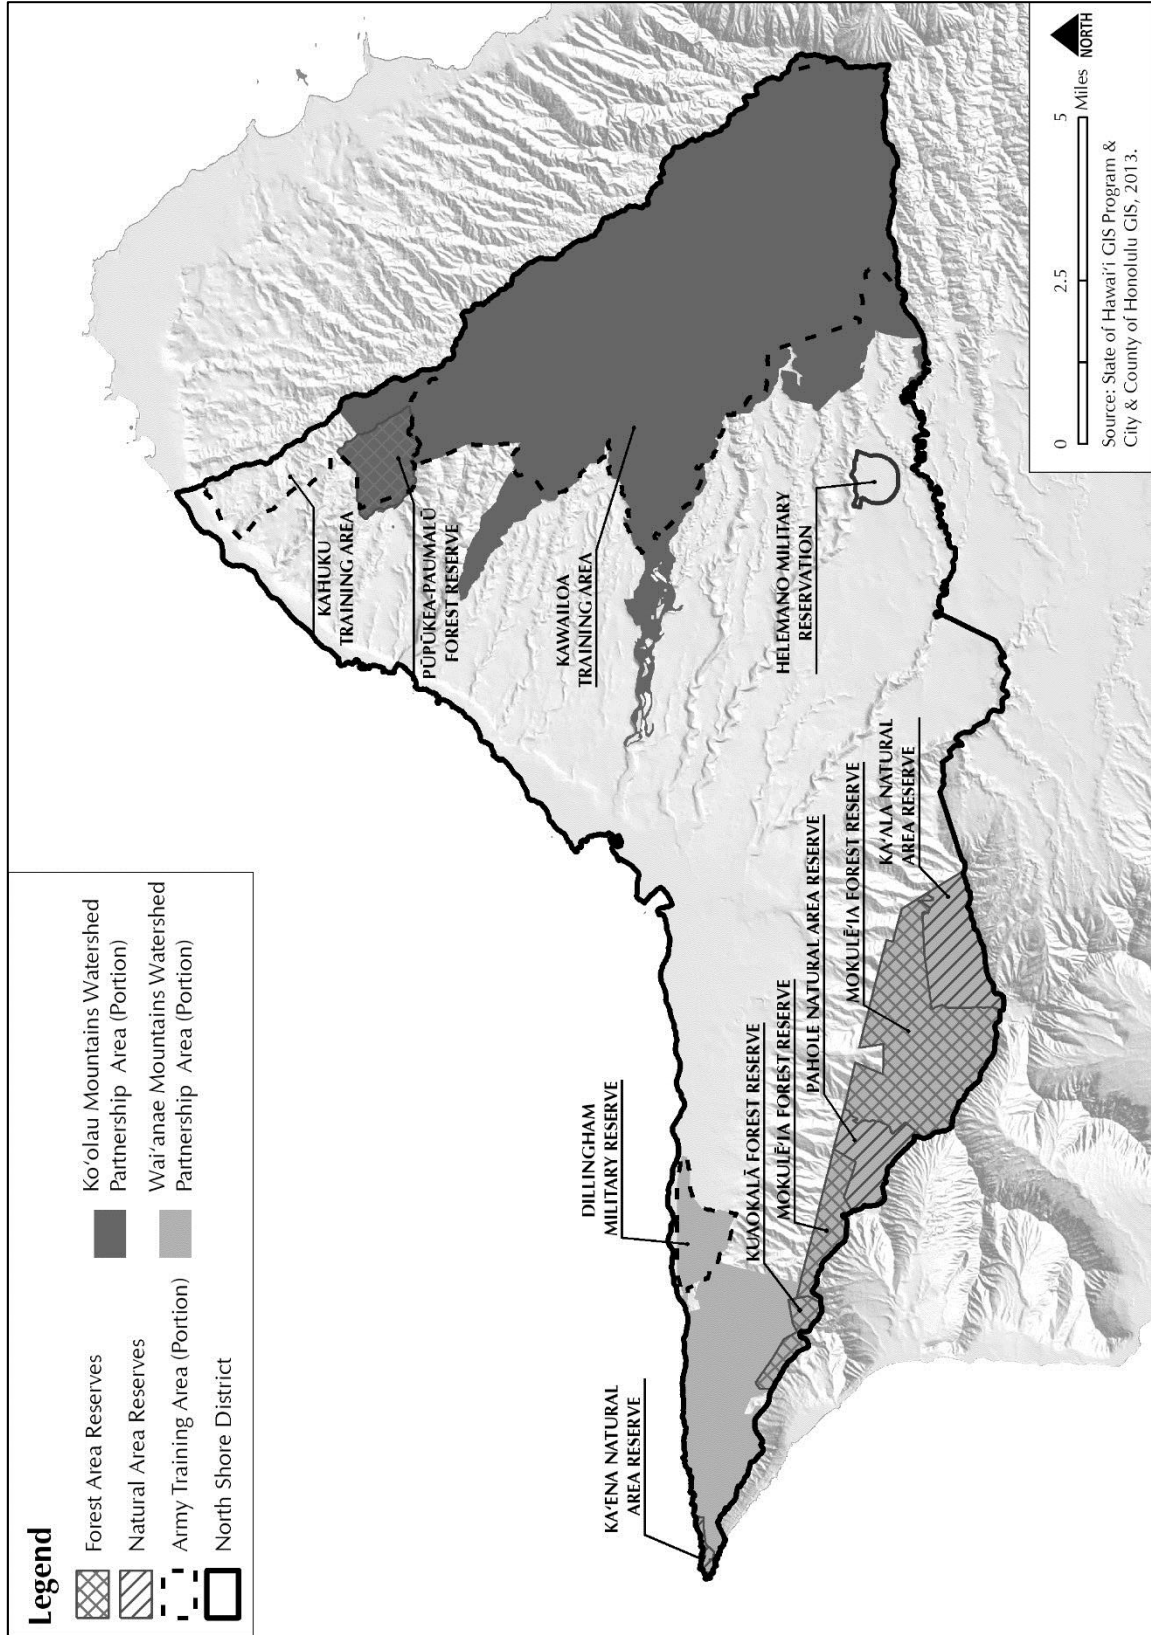 Legend
Forest Area Reserves
Natural Area Reserves
Army Training Area (Portion)
North Shore District
Ko‘olau Mountains Watershed
Partnership Area (Portion)
Wai‘anae Mountains Watershed
Partnership Area (Portion)
KAHUKU
TRAINING AREA
PŪPŪKEA-PAUMALŪ
FOREST RESERVE
KAWAILOA
TRAINING AREA
HELEMANO MILITARY
RESERVATION
DILLINGHAM
MILITARY RESERVE
KA‘ENA NATURAL
AREA RESERVE
KUAOKALĀ FOREST RESERVE
MOKULĒ‘IA FOREST RESERVE
PAHOLE NATURAL AREA RESERVE
MOKULĒ‘IA FOREST RESERVE
KA‘ALA NATURAL
AREA RESERVE
NORTH
0 2.5 5 Miles
Source: State of Hawai‘i GIS Program &
City & County of Honolulu GIS, 2013.